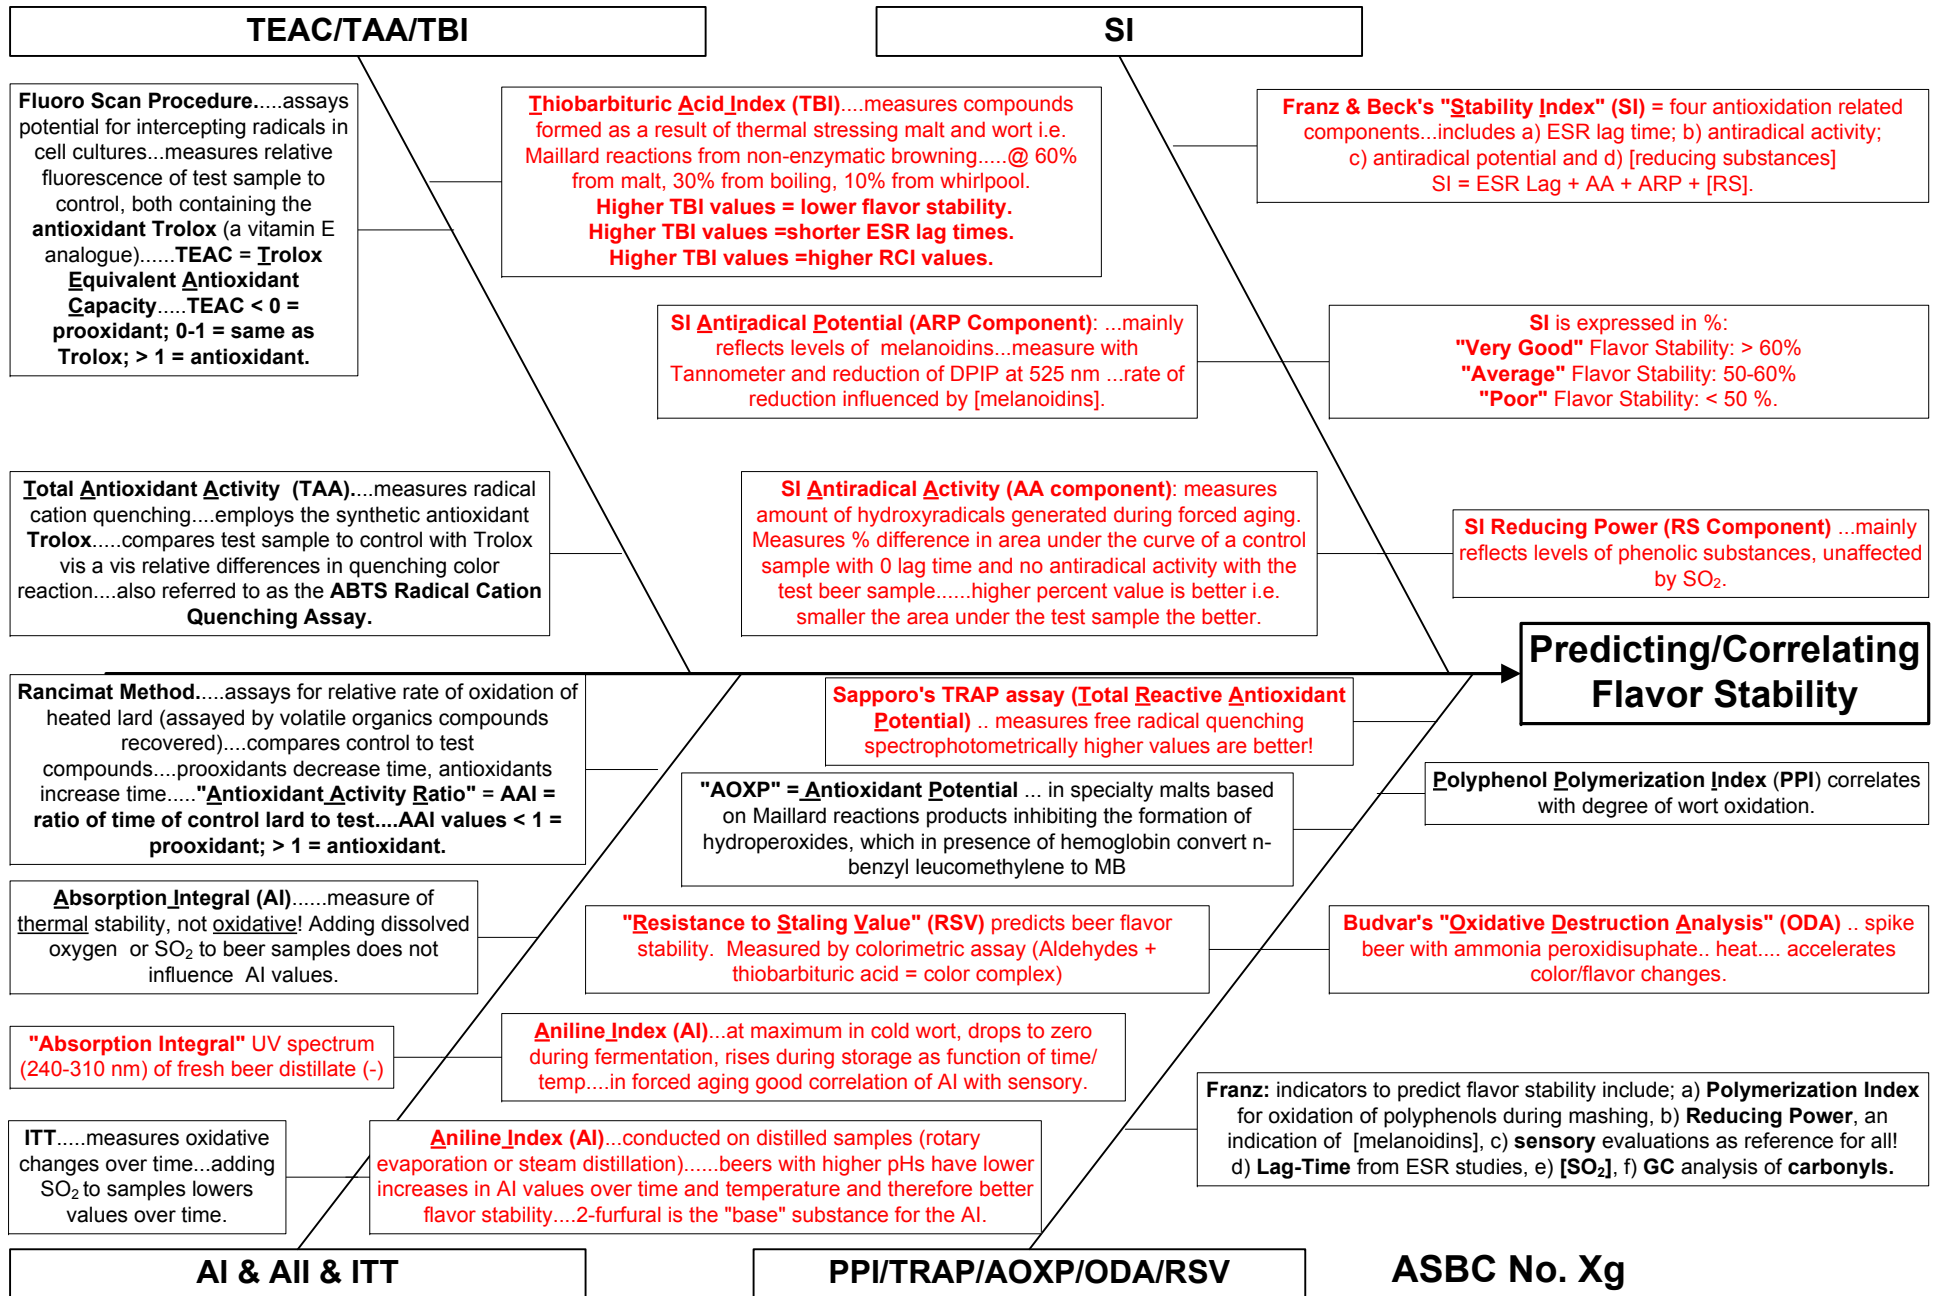 TEAC/TAA/TBI
SI
Fluoro Scan Procedure.....assays
potential for intercepting radicals in
cell cultures...measures relative
fluorescence of test sample to
control, both containing the
antioxidant Trolox (a vitamin E
analogue)......TEAC = Trolox
Equivalent Antioxidant
Capacity.....TEAC < 0 =
prooxidant; 0-1 = same as
Trolox; > 1 = antioxidant.
Thiobarbituric Acid Index (TBI)....measures compounds
formed as a result of thermal stressing malt and wort i.e.
Maillard reactions from non-enzymatic browning.....@ 60%
from malt, 30% from boiling, 10% from whirlpool.
Higher TBI values = lower flavor stability.
Higher TBI values =shorter ESR lag times.
Higher TBI values =higher RCI values.
Franz & Beck's "Stability Index" (SI) = four antioxidation related
components...includes a) ESR lag time; b) antiradical activity;
c) antiradical potential and d) [reducing substances]
SI = ESR Lag + AA + ARP + [RS].
SI Antiradical Potential (ARP Component): ...mainly
reflects levels of melanoidins...measure with
Tannometer and reduction of DPIP at 525 nm ...rate of
reduction influenced by [melanoidins].
SI is expressed in %:
"Very Good" Flavor Stability: > 60%
"Average" Flavor Stability: 50-60%
"Poor" Flavor Stability: < 50 %.
Total Antioxidant Activity (TAA)....measures radical
cation quenching....employs the synthetic antioxidant
Trolox....compares test sample to control with Trolox
vis a vis relative differences in quenching color
reaction....also referred to as the ABTS Radical Cation
Quenching Assay.
SI Antiradical Activity (AA component): measures
amount of hydroxyradicals generated during forced aging.
Measures % difference in area under the curve of a control
sample with 0 lag time and no antiradical activity with the
test beer sample......higher percent value is better i.e.
smaller the area under the test sample the better.
SI Reducing Power (RS Component) ...mainly
reflects levels of phenolic substances, unaffected
by SO₂.
Predicting/Correlating
Flavor Stability
Rancimat Method.....assays for relative rate of oxidation of
heated lard (assayed by volatile organics compounds
recovered)....compares control to test
compounds....prooxidants decrease time, antioxidants
increase time....."Antioxidant Activity Ratio" = AAI =
ratio of time of control lard to test....AAI values < 1 =
prooxidant; > 1 = antioxidant.
Sapporo's TRAP assay (Total Reactive Antioxidant
Potential) .. measures free radical quenching
spectrophotometrically higher values are better!
"AOXP" = Antioxidant Potential ... in specialty malts based
on Maillard reactions products inhibiting the formation of
hydroperoxides, which in presence of hemoglobin convert n-
benzyl leucomethylene to MB
Polyphenol Polymerization Index (PPI) correlates
with degree of wort oxidation.
Absorption Integral (AI)......measure of
thermal stability, not oxidative! Adding dissolved
oxygen or SO₂ to beer samples does not
influence AI values.
"Resistance to Staling Value" (RSV) predicts beer flavor
stability. Measured by colorimetric assay (Aldehydes +
thiobarbituric acid = color complex)
Budvar's "Oxidative Destruction Analysis" (ODA) .. spike
beer with ammonia peroxidisuphate.. heat.... accelerates
color/flavor changes.
"Absorption Integral" UV spectrum
(240-310 nm) of fresh beer distillate (-)
Aniline Index (AI)...at maximum in cold wort, drops to zero
during fermentation, rises during storage as function of time/
temp....in forced aging good correlation of AI with sensory.
Franz: indicators to predict flavor stability include; a) Polymerization Index
for oxidation of polyphenols during mashing, b) Reducing Power, an
indication of [melanoidins], c) sensory evaluations as reference for all!
d) Lag-Time from ESR studies, e) [SO₂], f) GC analysis of carbonyls.
ITT.....measures oxidative
changes over time...adding
SO₂ to samples lowers
values over time.
Aniline Index (AI)...conducted on distilled samples (rotary
evaporation or steam distillation)......beers with higher pHs have lower
increases in AI values over time and temperature and therefore better
flavor stability....2-furfural is the "base" substance for the AI.
AI & AII & ITT
PPI/TRAP/AOXP/ODA/RSV
ASBC No. Xg